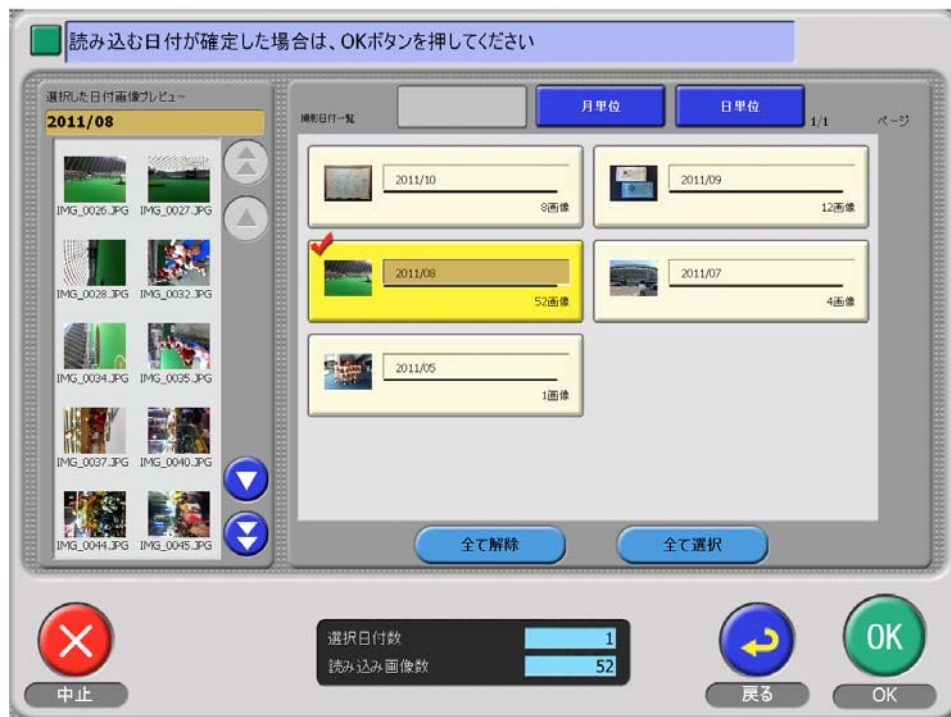 読み込む日付が確定した場合は、OKボタンを押してください
選択した日付画像プレビュー
2011/08
IMG_0026.JPG IMG_0027.JPG
IMG_0028.JPG IMG_0032.JPG
IMG_0034.JPG IMG_0035.JPG
IMG_0037.JPG IMG_0040.JPG
IMG_0044.JPG IMG_0045.JPG
撮影日付一覧 月単位 日単位 1/1 ページ
2011/10
8画像
2011/09
12画像
2011/08
52画像
2011/07
4画像
2011/05
1画像
全て解除 全て選択
選択日付数 1
読み込み画像数 52
中止
戻る
OK
OK